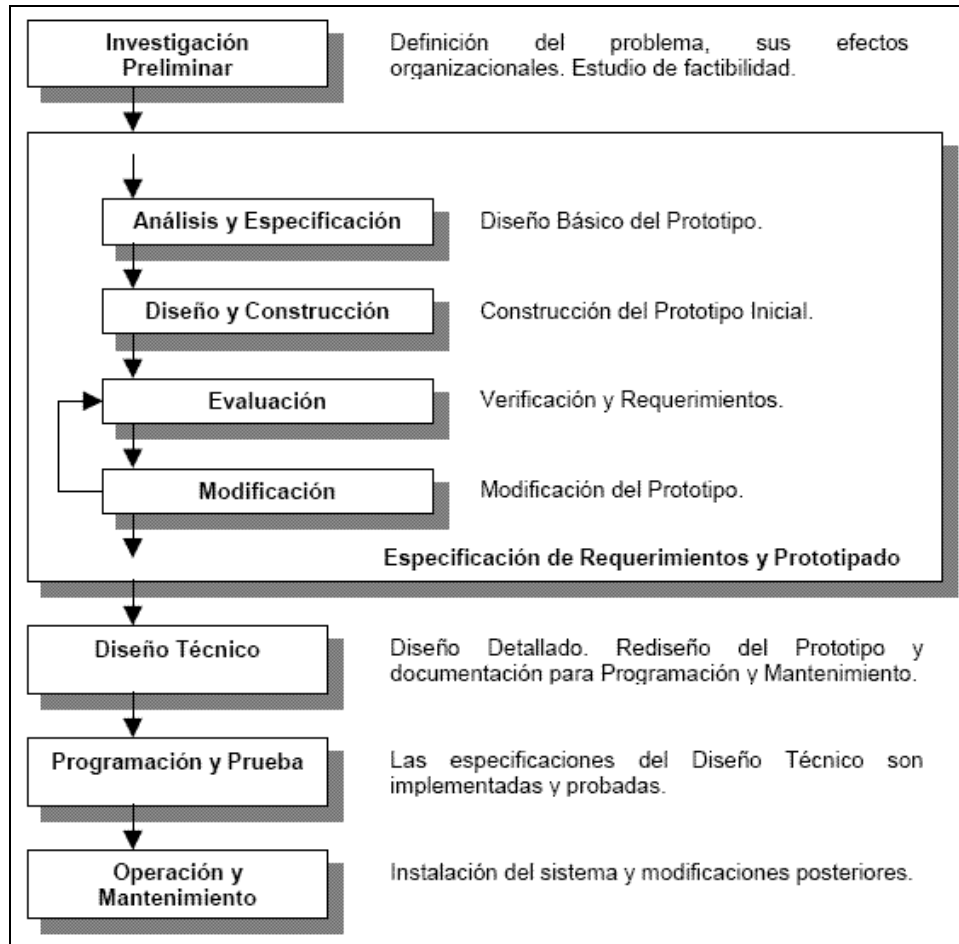 Investigación
Preliminar
Definición del problema, sus efectos
organizacionales. Estudio de factibilidad.
Análisis y Especificación
Diseño Básico del Prototipo.
Diseño y Construcción
Construcción del Prototipo Inicial.
Evaluación
Verificación y Requerimientos.
Modificación
Modificación del Prototipo.
Especificación de Requerimientos y Prototipado
Diseño Técnico
Diseño Detallado. Rediseño del Prototipo y
documentación para Programación y Mantenimiento.
Programación y Prueba
Las especificaciones del Diseño Técnico son
implementadas y probadas.
Operación y
Mantenimiento
Instalación del sistema y modificaciones posteriores.